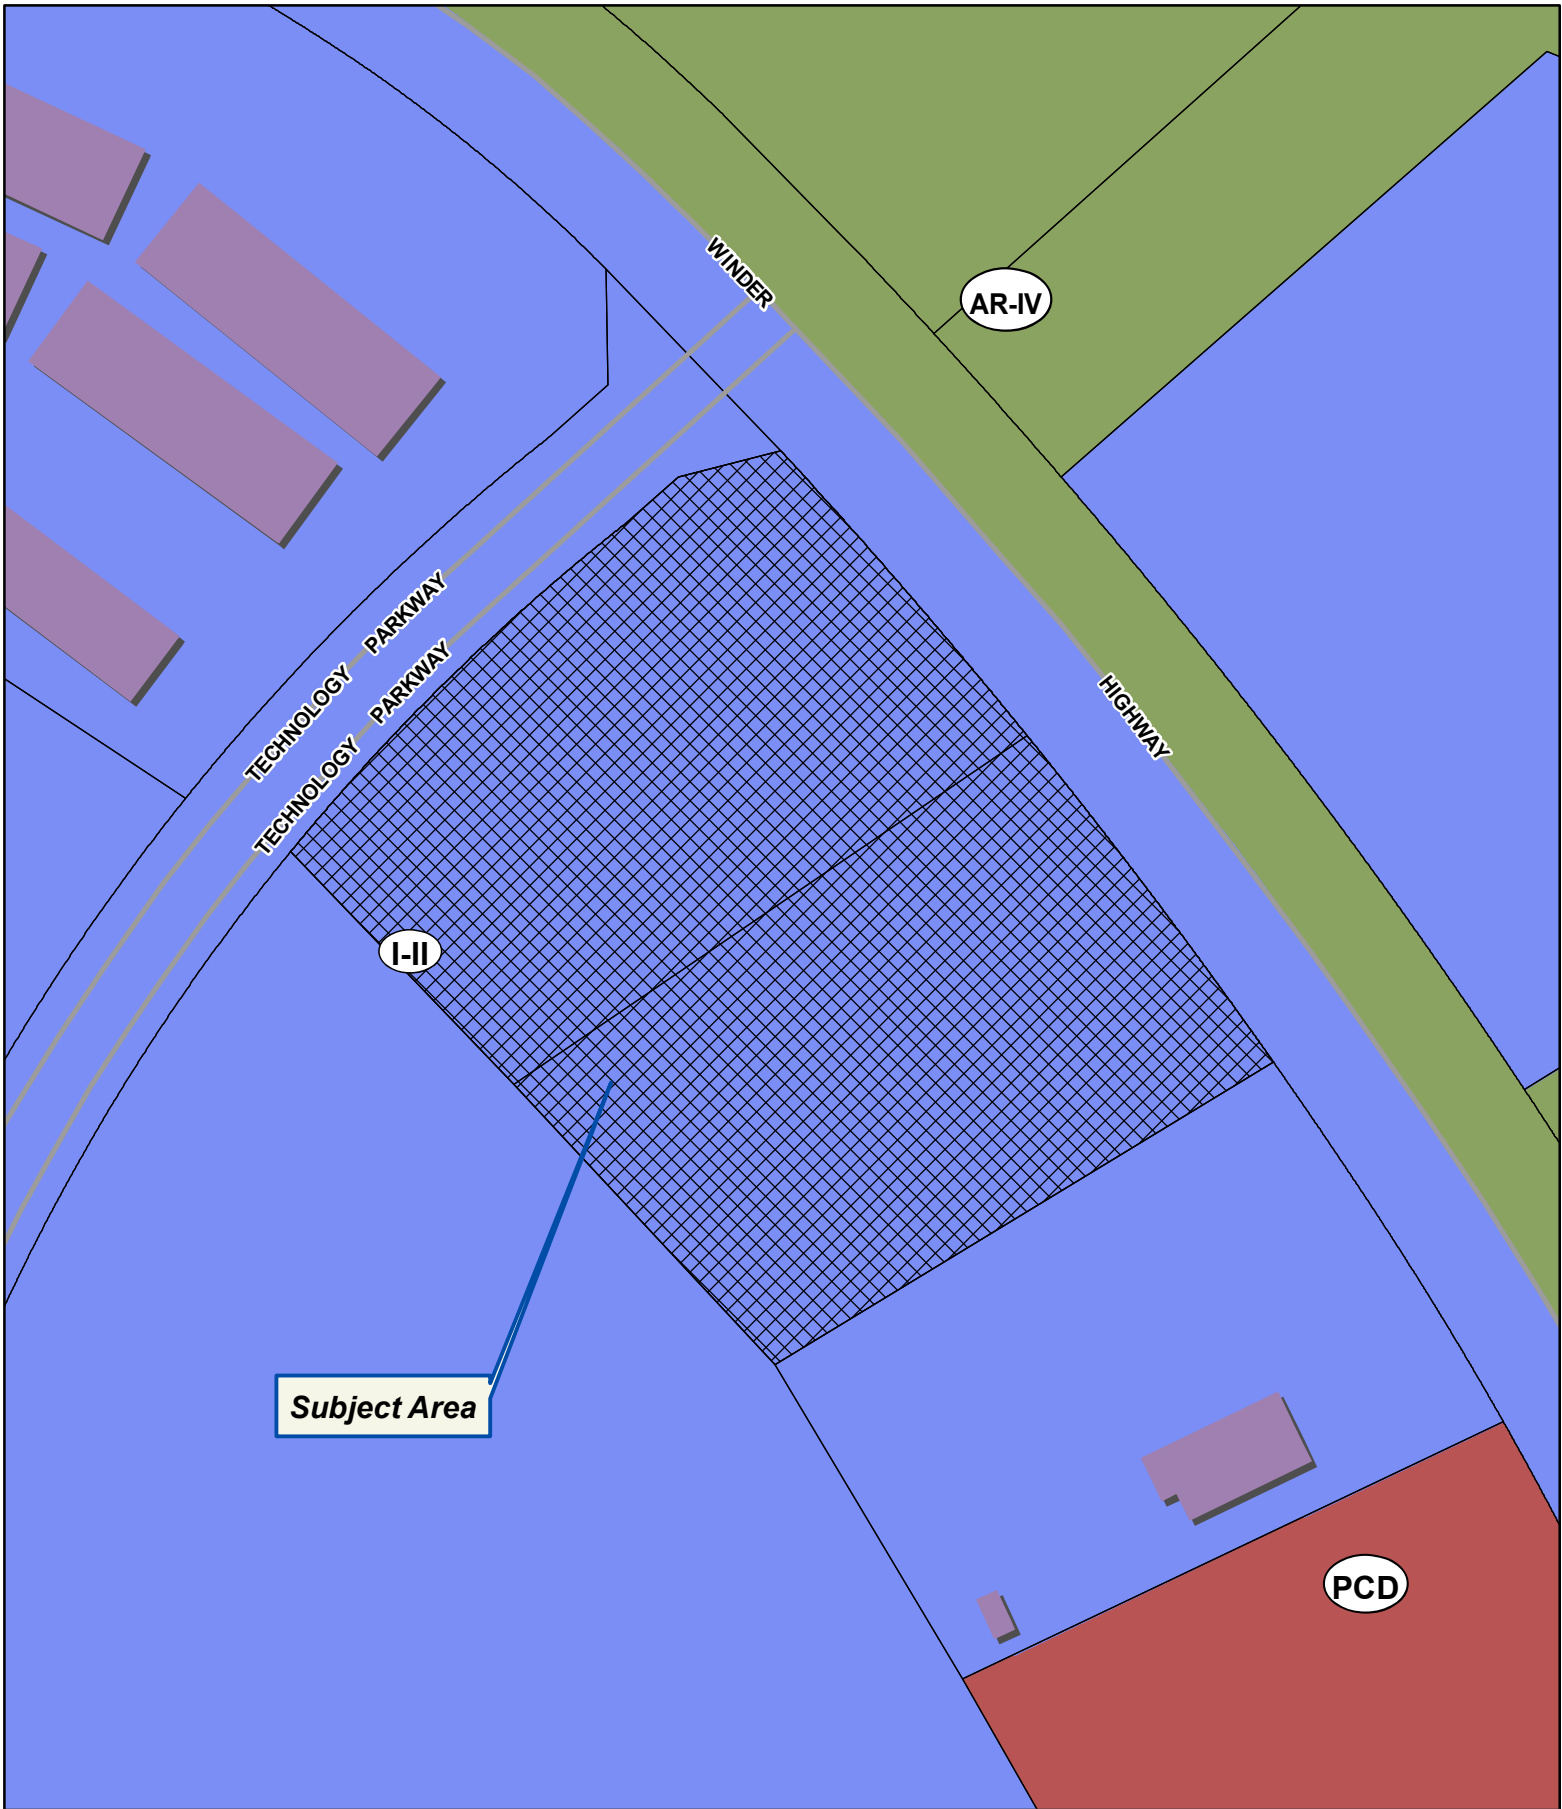 WINDER
AR-IV
TECHNOLOGY PARKWAY
TECHNOLOGY PARKWAY
HIGHWAY
I-II
Subject Area
PCD